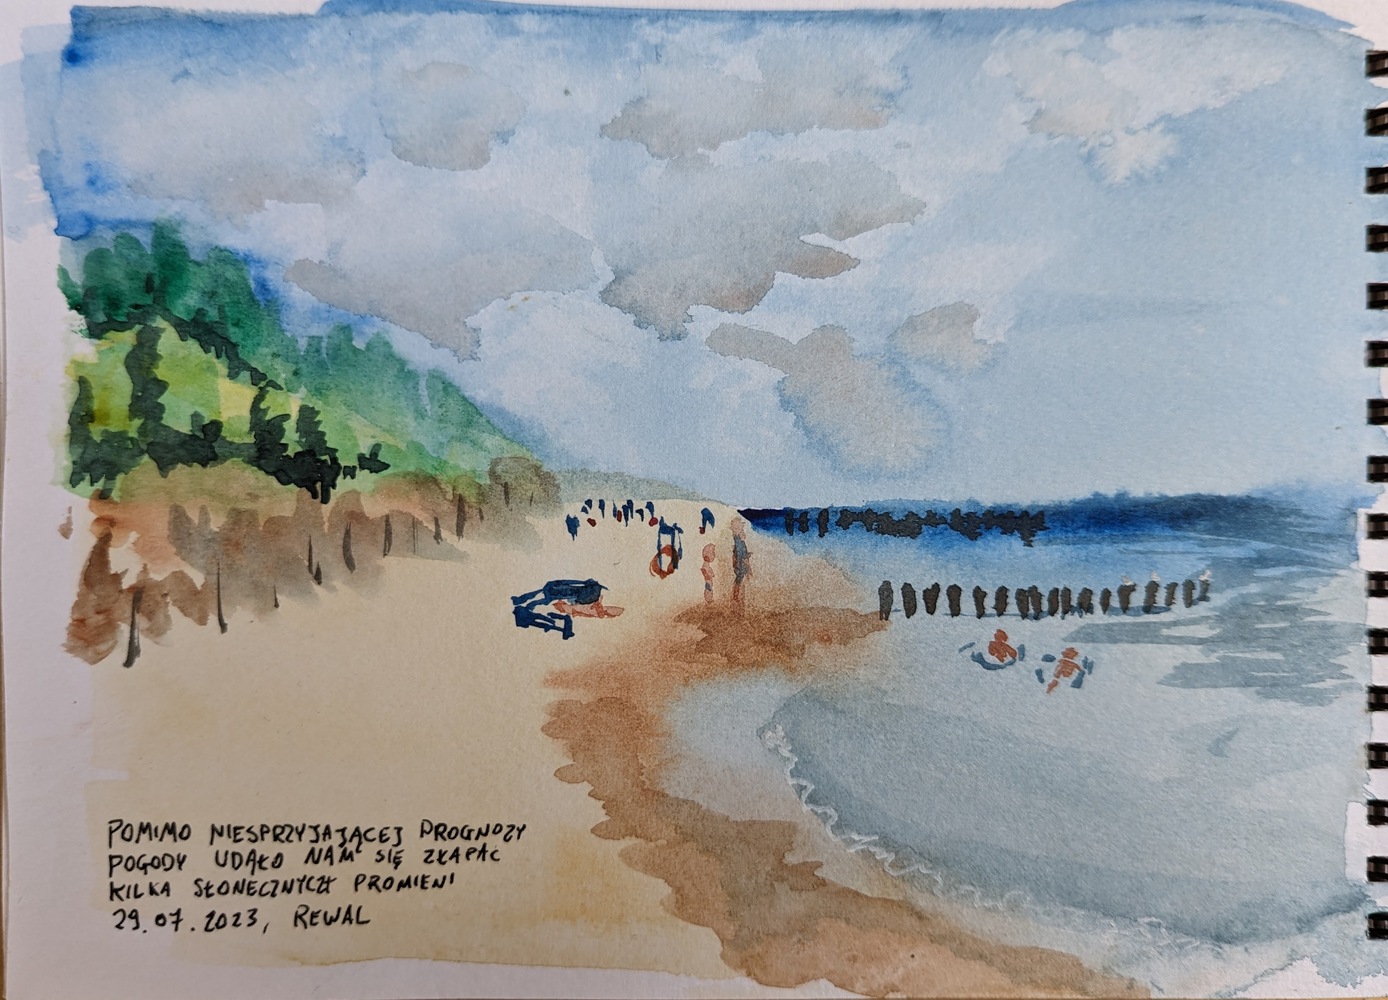 POMIMO NIESPRZYJAJĄCEJ PROGNOZY
POGODY UDAŁO NAM SIĘ ZŁAPAĆ
KILKA SŁONECZNYCH PROMIENI
29.07.2023, REWAL